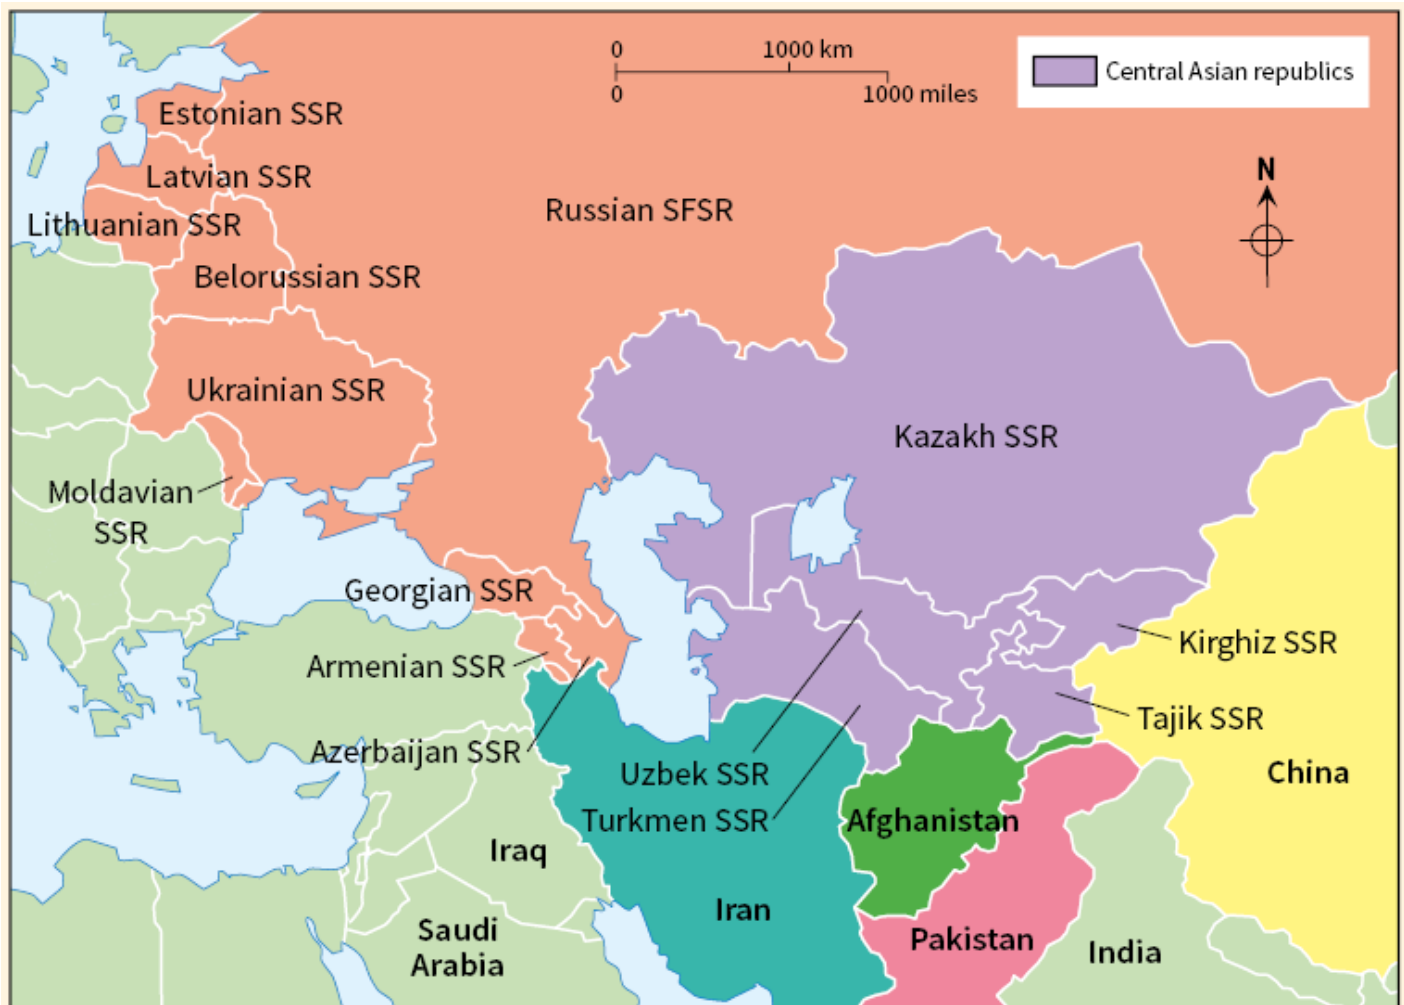 0
1000 km
0
1000 miles
Central Asian republics
N
Estonian SSR
Latvian SSR
Lithuanian SSR
Russian SFSR
Belorussian SSR
Ukrainian SSR
Kazakh SSR
Moldavian
SSR
Georgian SSR
Kirghiz SSR
Armenian SSR
Tajik SSR
Azerbaijan SSR
Uzbek SSR
China
Turkmen SSR
Afghanistan
Iraq
Iran
Saudi
Arabia
Pakistan
India